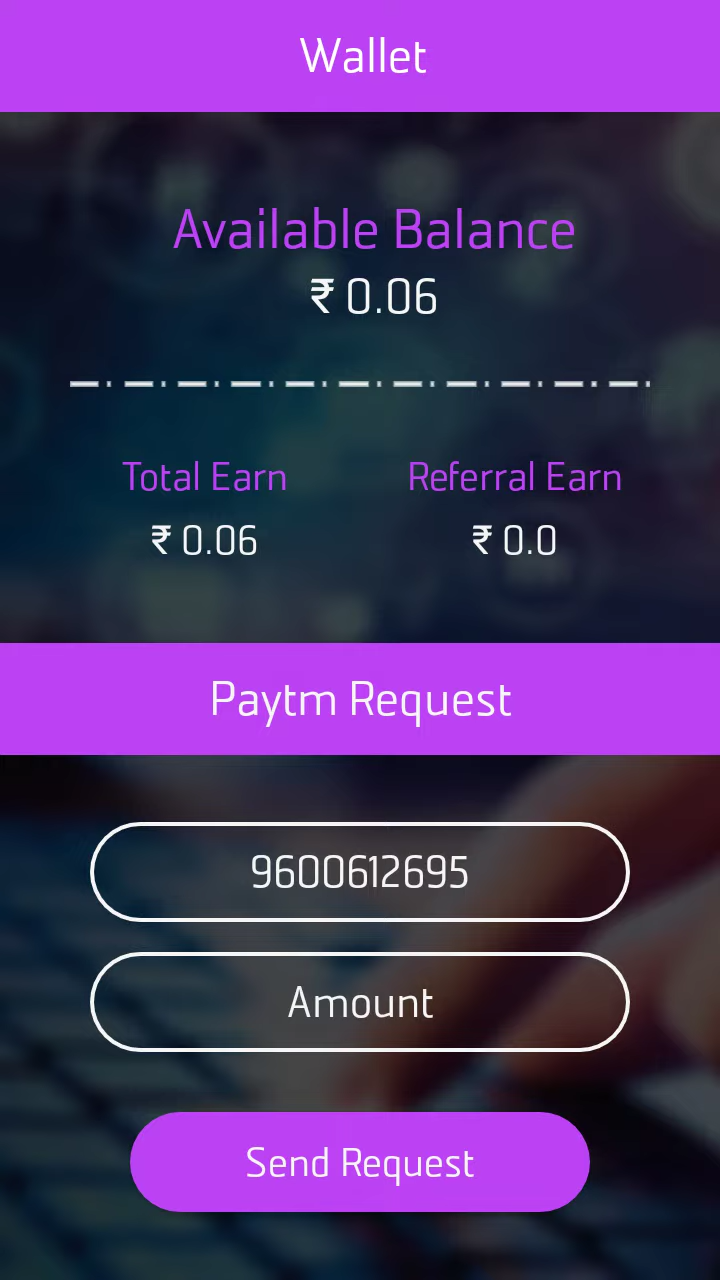 Wallet
Available Balance
₹ 0.06
Total Earn Referral Earn
₹ 0.06 ₹ 0.0
Paytm Request
9600612695
Amount
Send Request